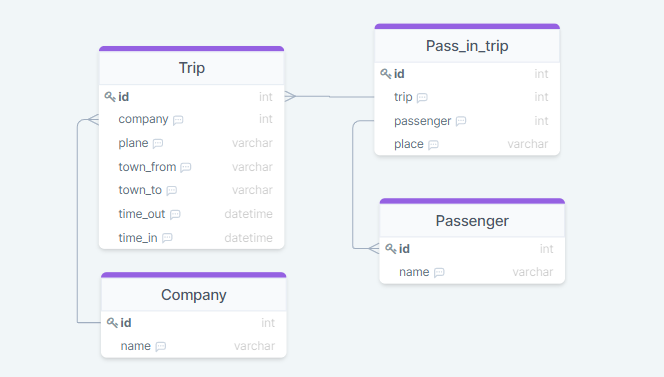 Trip
id int
company int
plane varchar
town_from varchar
town_to varchar
time_out datetime
time_in datetime
Company
id int
name varchar
Pass_in_trip
id int
trip int
passenger int
place varchar
Passenger
id int
name varchar